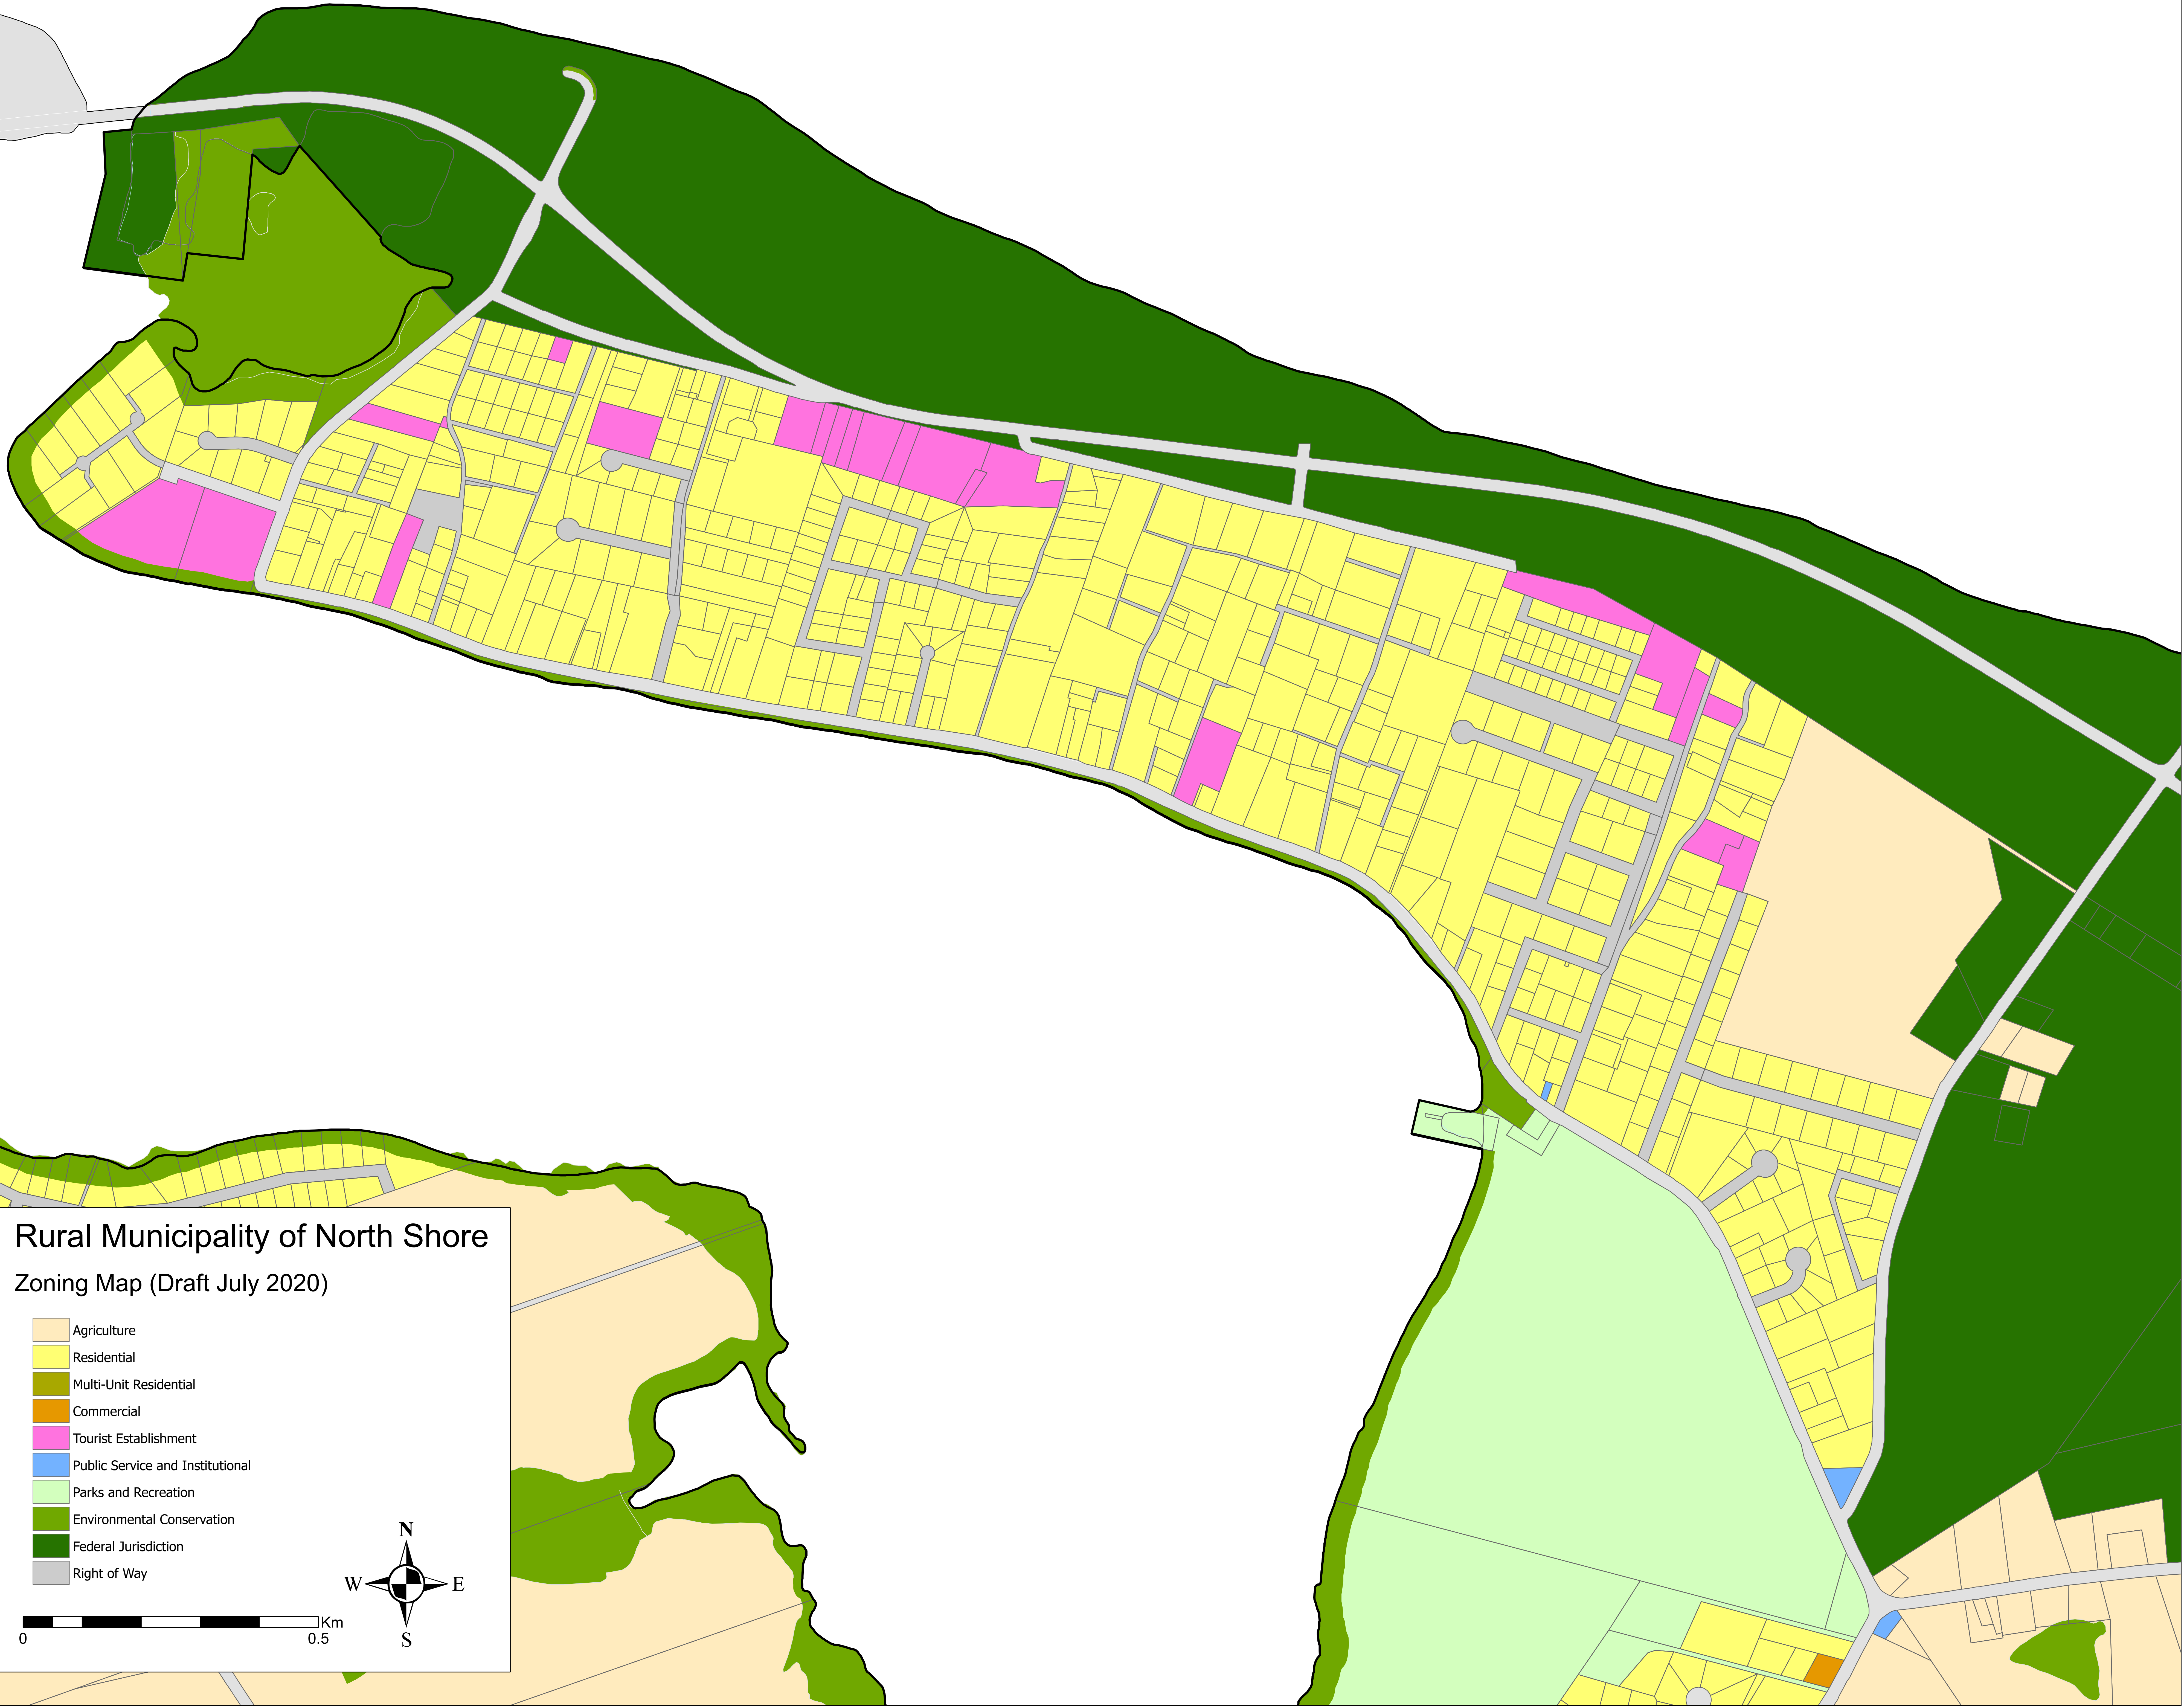 Rural Municipality of North Shore
Zoning Map (Draft July 2020)
Agriculture
Residential
Multi-Unit Residential
Commercial
Tourist Establishment
Public Service and Institutional
Parks and Recreation
Environmental Conservation
Federal Jurisdiction
Right of Way
N
W E
S
Km
0 0.5